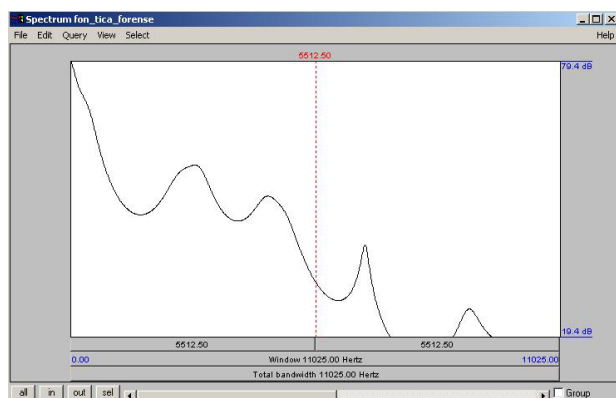 Spectrum fon_tica_forense
File Edit Query View Select Help
5512.50
79.4 dB
19.4 dB
5512.50 5512.50
0.00 Window 11025.00 Hertz 11025.00
Total bandwidth 11025.00 Hertz
all in out sel Group